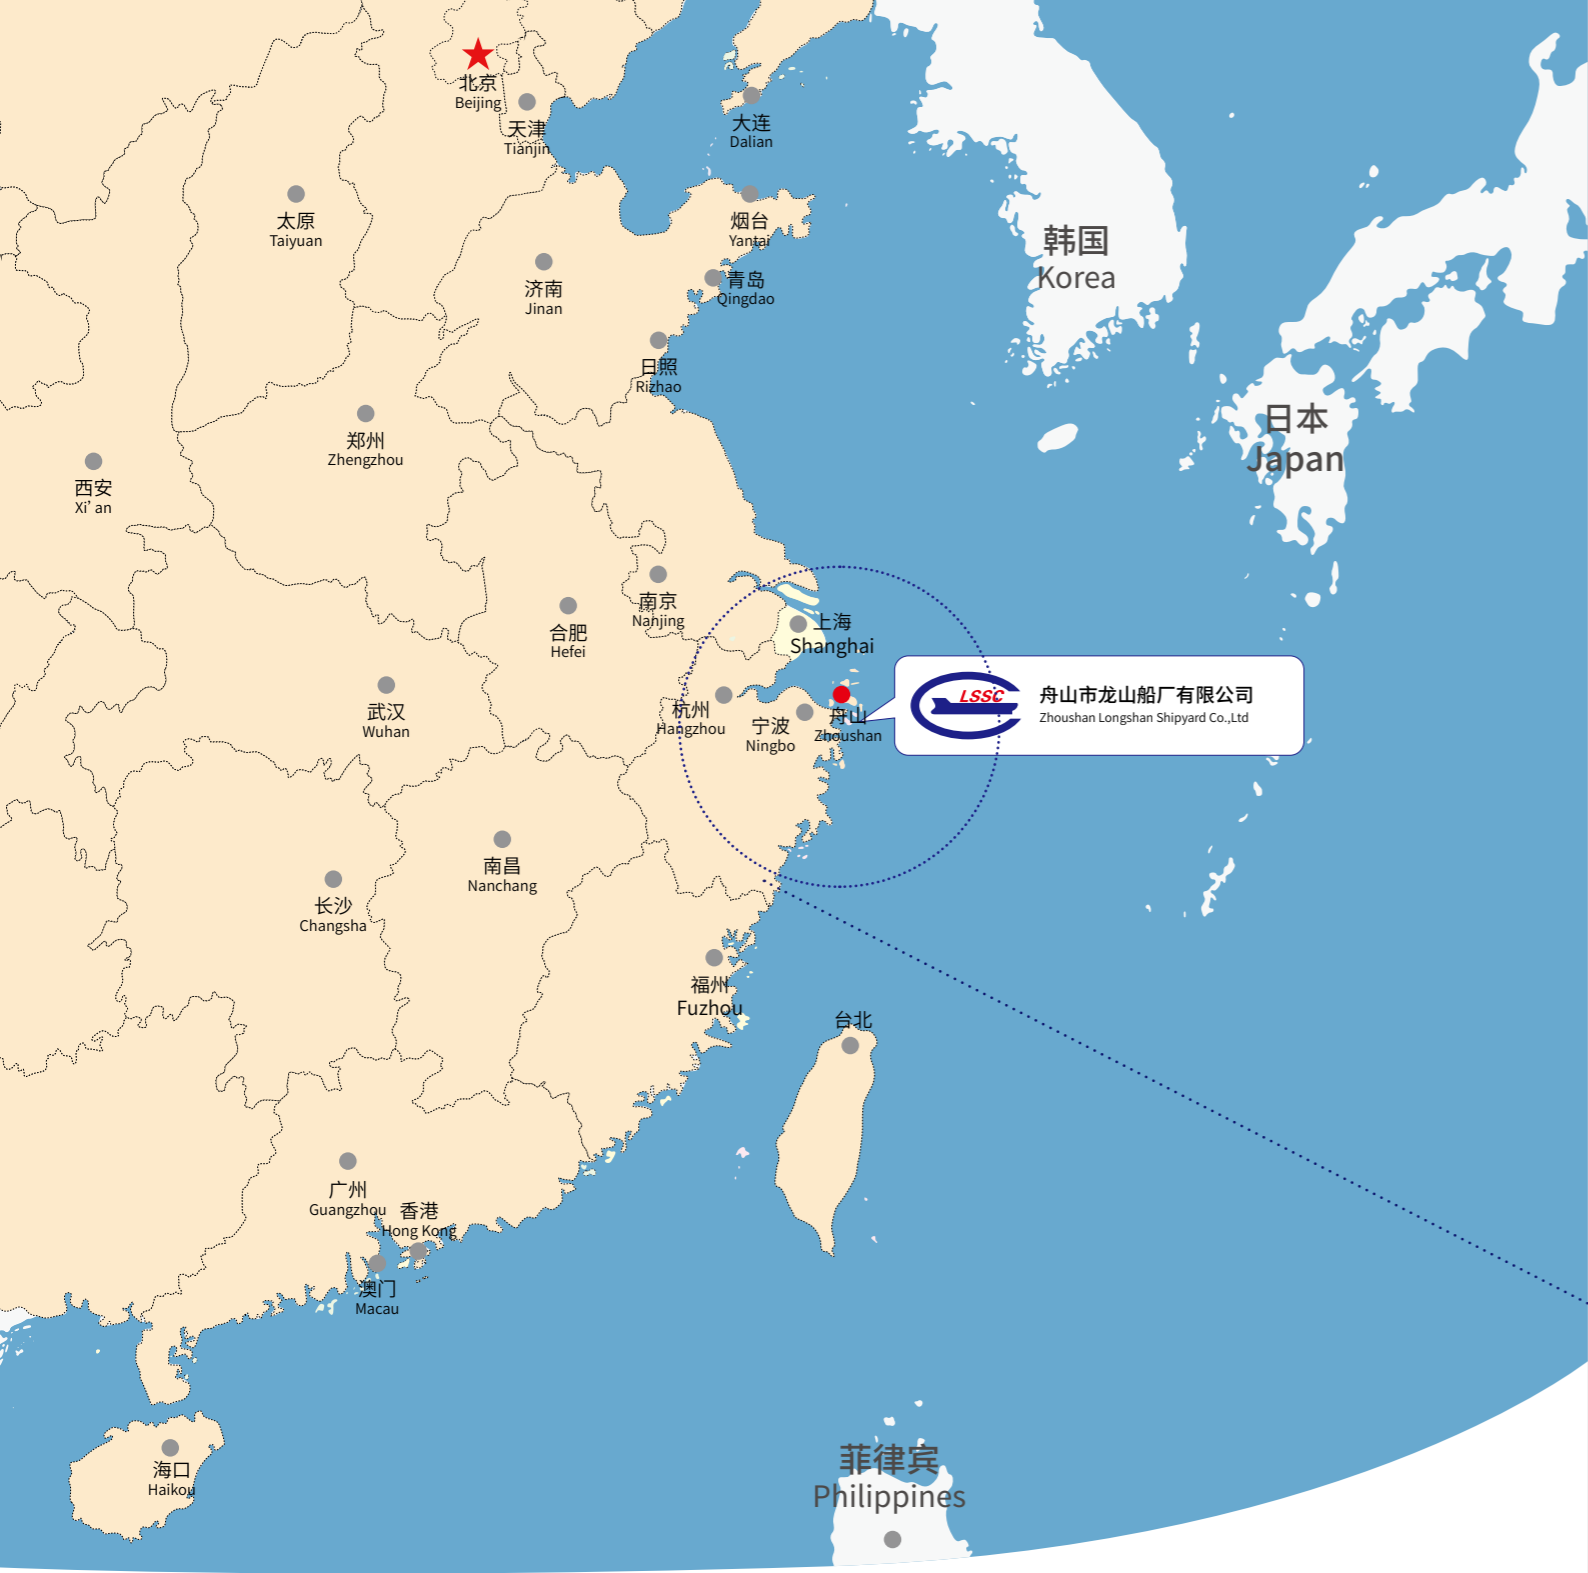 北京
Beijing
天津
Tianjin
大连
Dalian
太原
Taiyuan
烟台
Yantai
韩国
Korea
济南
Jinan
青岛
Qingdao
日照
Rizhao
日本
Japan
郑州
Zhengzhou
西安
Xi' an
南京
Nanjing
合肥
Hefei
上海
Shanghai
武汉
Wuhan
杭州
Hangzhou
宁波
Ningbo
舟山
Zhoushan
LSSC
舟山市龙山船厂有限公司
Zhoushan Longshan Shipyard Co.,Ltd
南昌
Nanchang
长沙
Changsha
福州
Fuzhou
台北
广州
Guangzhou
香港
Hong Kong
澳门
Macau
海口
Haikou
菲律宾
Philippines